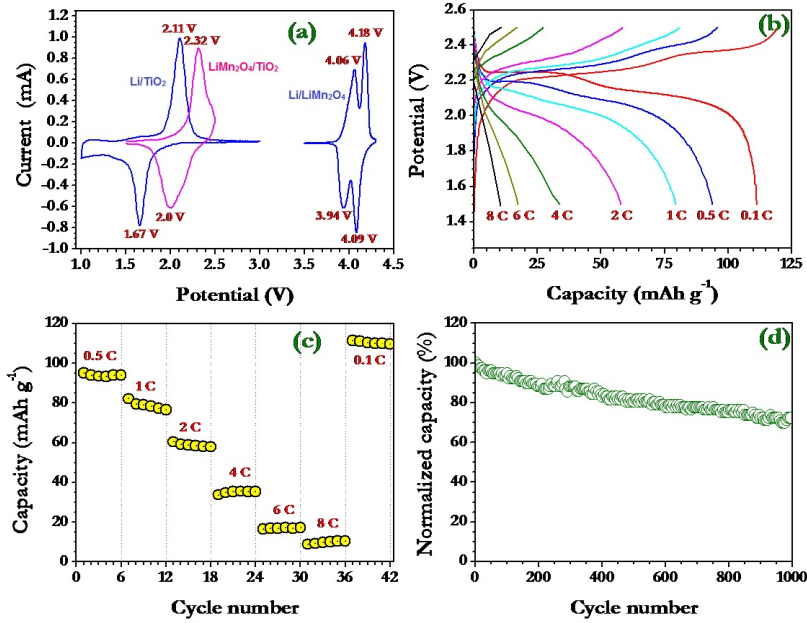 (a)
2.11 V
2.32 V
4.18 V
4.06 V
Li/TiO2
LiMn2O4/TiO2
Li/LiMn2O4
1.67 V
2.0 V
3.94 V
4.09 V
1.0
0.8
0.6
0.4
0.2
0.0
-0.2
-0.4
-0.6
-0.8
-1.0
Current (mA)
1.0 1.5 2.0 2.5 3.0 3.5 4.0 4.5
Potential (V)
(b)
2.6
2.4
2.2
2.0
1.8
1.6
1.4
Potential (V)
8 C 6 C 4 C 2 C 1 C 0.5 C 0.1 C
0 25 50 75 100 125
Capacity (mAh g-1)
(c)
120
100
80
60
40
20
0
Capacity (mAh g-1)
0.5 C
1 C
2 C
4 C
6 C
8 C
0.1 C
0 6 12 18 24 30 36 42
Cycle number
(d)
120
100
80
60
40
20
0
Normalized capacity (%)
0 200 400 600 800 1000
Cycle number